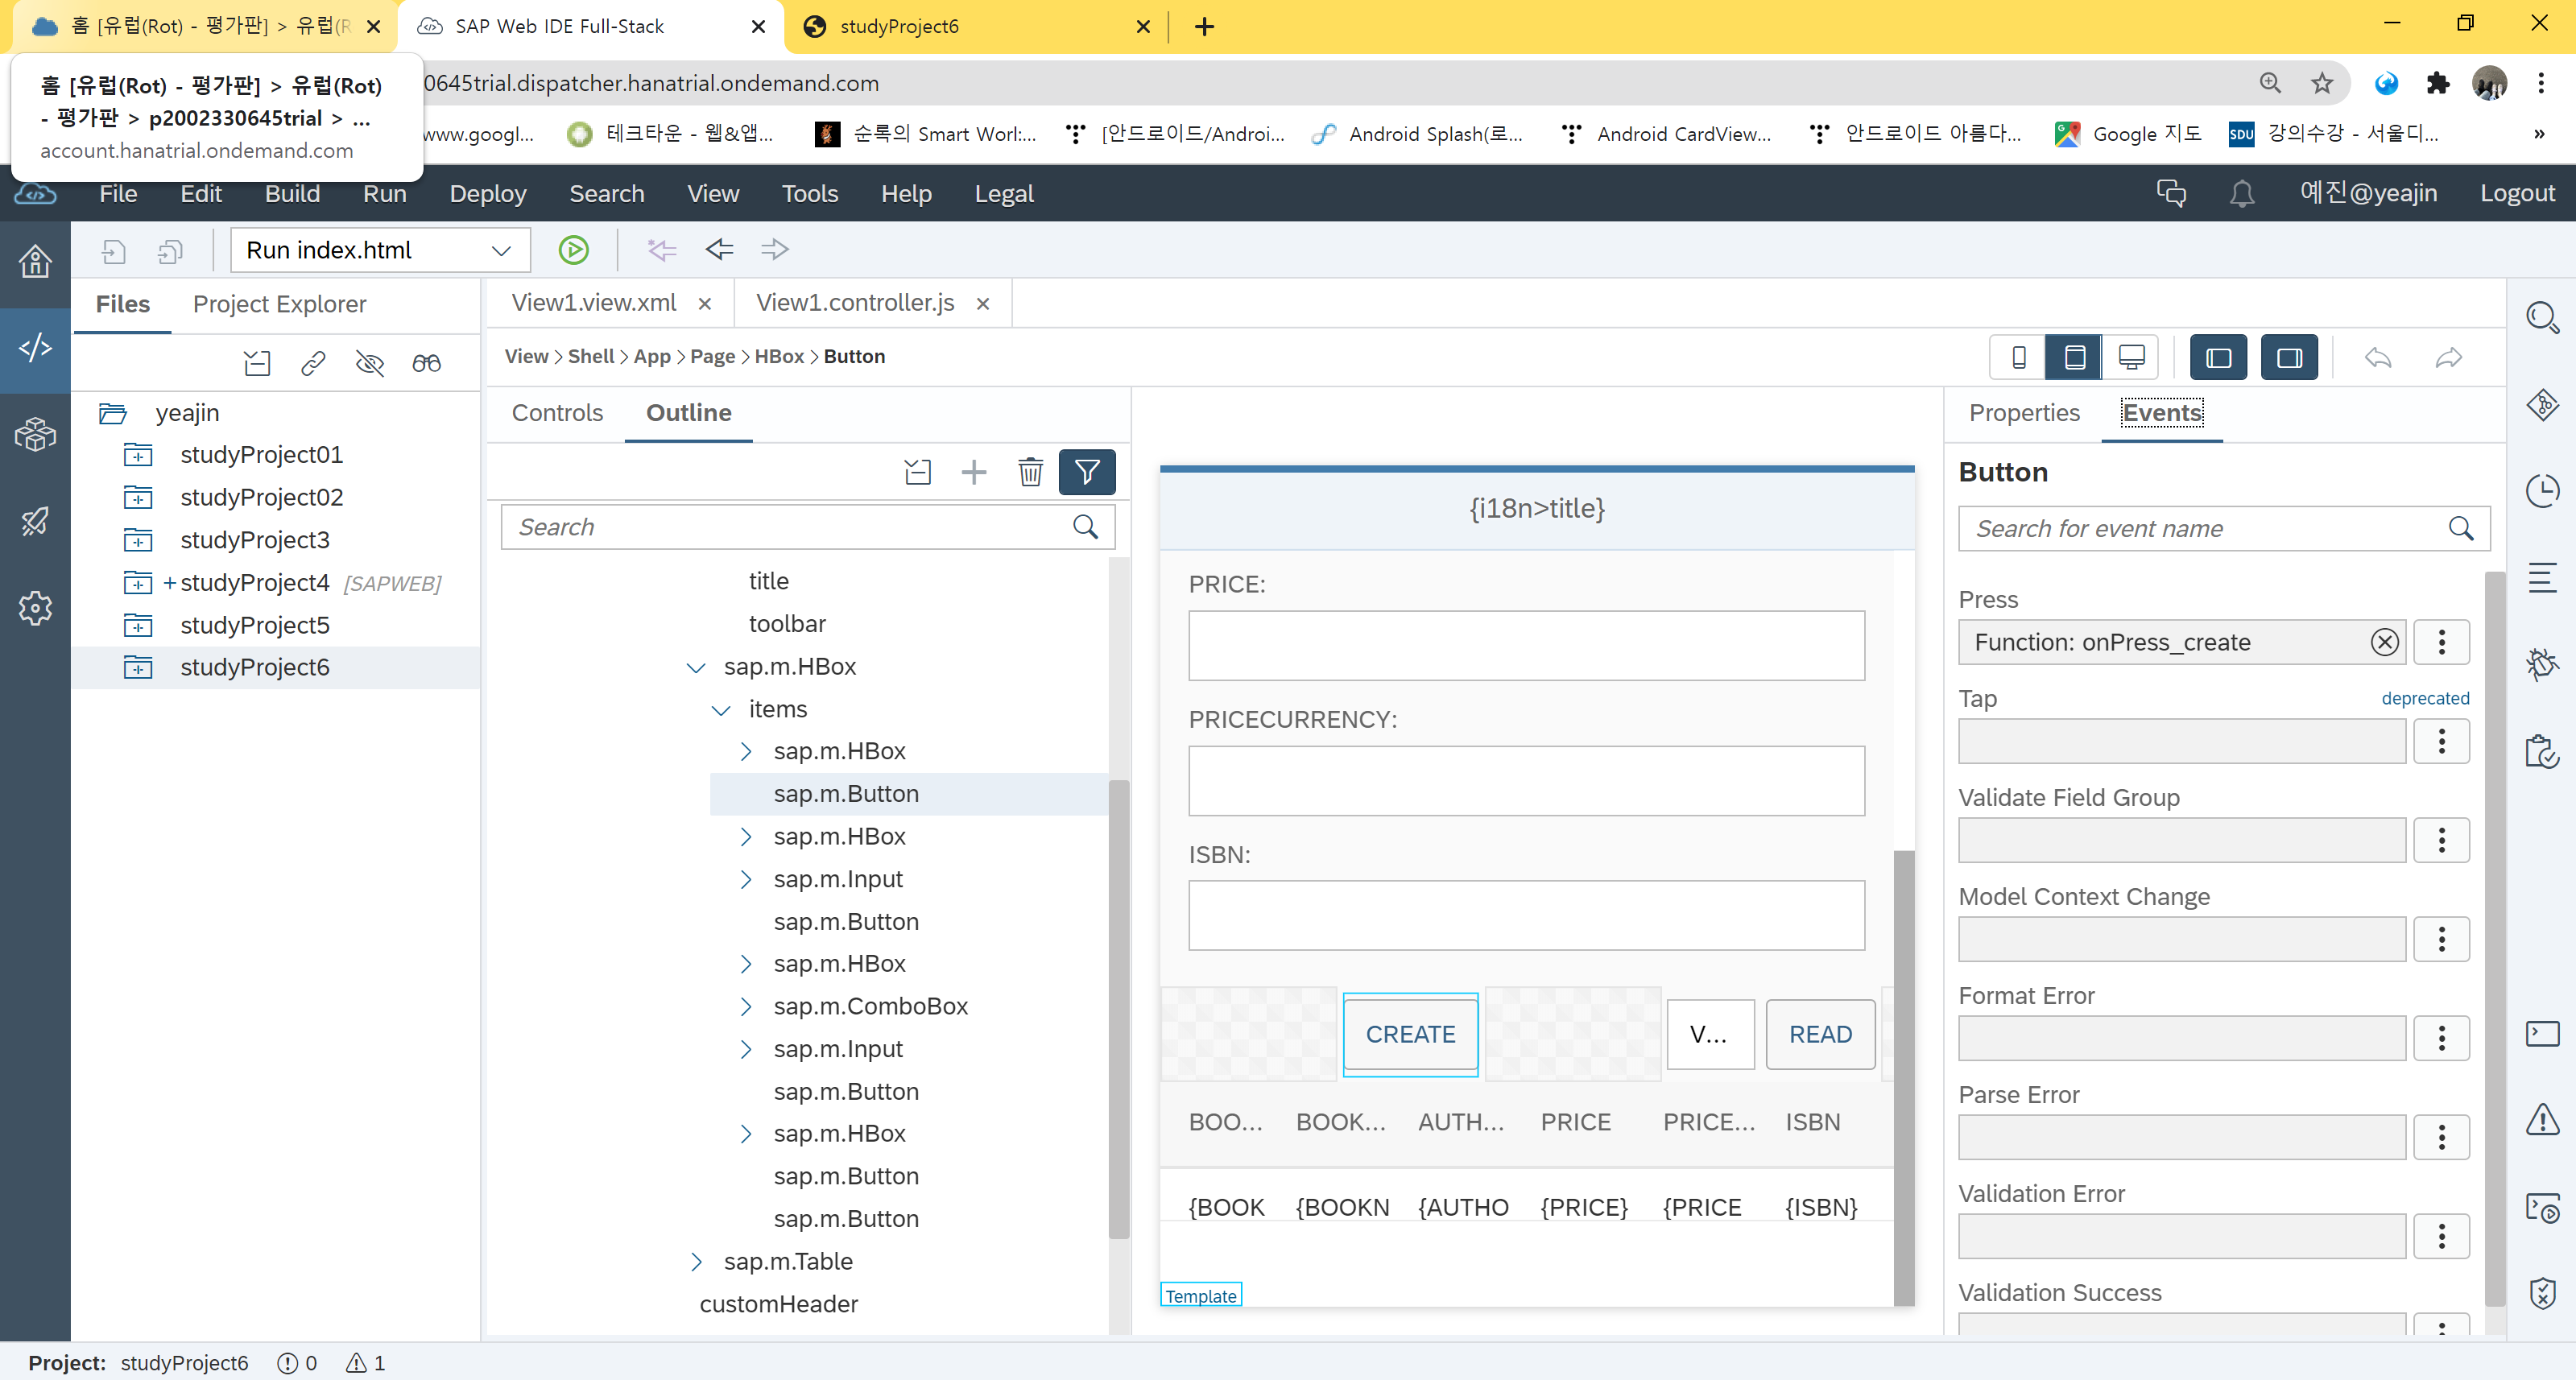 홈 [유럽(Rot) - 평가판] > 유럽(R
SAP Web IDE Full-Stack
studyProject6
홈 [유럽(Rot) - 평가판] > 유럽(Rot)
- 평가판 > p2002330645trial > ...
account.hanatrial.ondemand.com
0645trial.dispatcher.hanatrial.ondemand.com
www.googl...
테크타운 - 웹&앱...
순록의 Smart Worl:...
[안드로이드/Androi...
Android Splash(로...
Android CardView...
안드로이드 아름다...
Google 지도
SDU
강의수강 - 서울디...
»
File
Edit
Build
Run
Deploy
Search
View
Tools
Help
Legal
예진@yeajin
Logout
Run index.html
Files
Project Explorer
yeajin
studyProject01
studyProject02
studyProject3
+ studyProject4 [SAPWEB]
studyProject5
studyProject6
View1.view.xml
View1.controller.js
View > Shell > App > Page > HBox > Button
Controls
Outline
Search
title
toolbar
sap.m.HBox
items
sap.m.HBox
sap.m.Button
sap.m.HBox
sap.m.Input
sap.m.Button
sap.m.HBox
sap.m.ComboBox
sap.m.Input
sap.m.Button
sap.m.HBox
sap.m.Button
sap.m.Button
sap.m.Table
customHeader
{i18n>title}
PRICE:
PRICECURRENCY:
ISBN:
CREATE
V...
READ
BOO...
BOOK...
AUTH...
PRICE
PRICE...
ISBN
{BOOK
{BOOKN
{AUTHO
{PRICE}
{PRICE
{ISBN}
Template
Properties
Events
Button
Search for event name
Press
Function: onPress_create
Tap
deprecated
Validate Field Group
Model Context Change
Format Error
Parse Error
Validation Error
Validation Success
Project: studyProject6
0
1